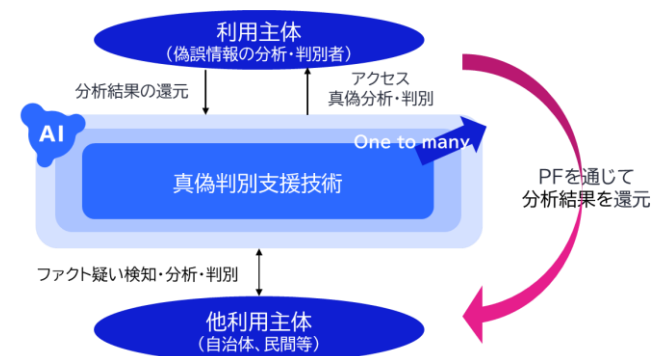 利用主体
（偽誤情報の分析・判別者）
分析結果の還元
アクセス
真偽分析・判別
AI
One to many
真偽判別支援技術
PFを通じて
分析結果を還元
ファクト疑い検知・分析・判別
他利用主体
（自治体、民間等）